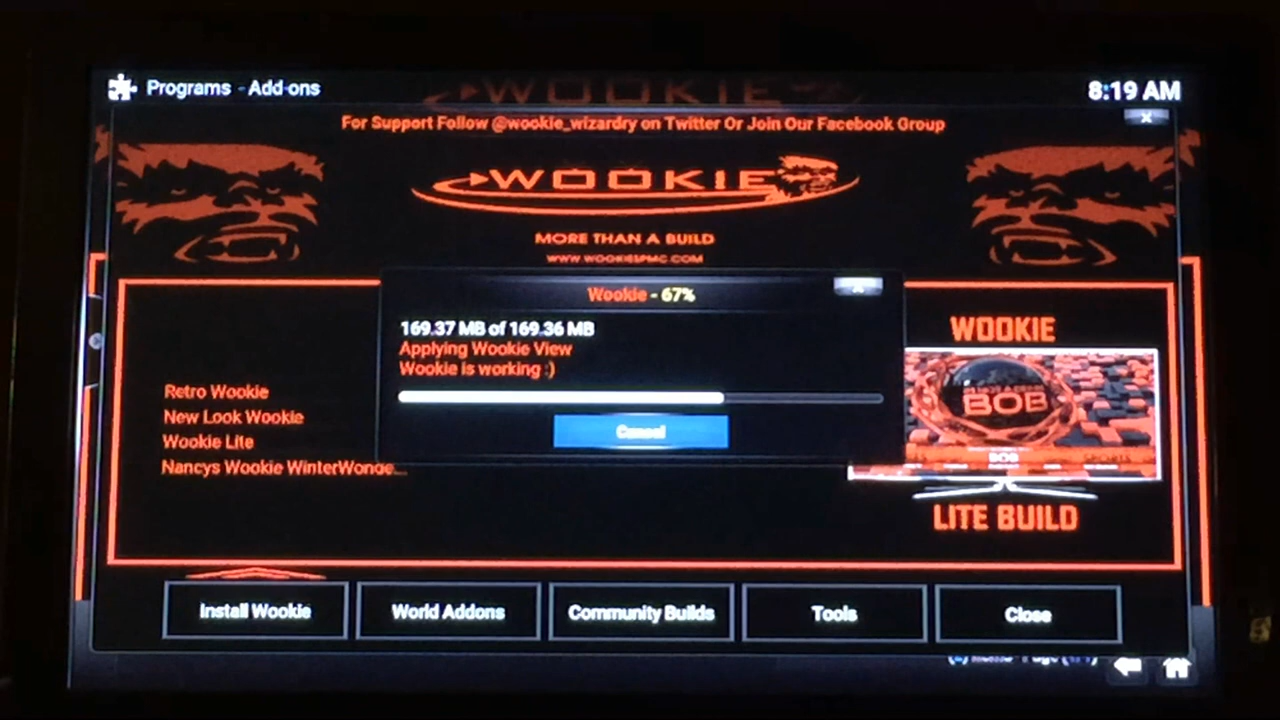 Programs - Add-ons
8:19 AM
WOOKIE
For Support Follow @wookie_wizardry on Twitter Or Join Our Facebook Group
WOOKIE
MORE THAN A BUILD
WWW.WOOKIESPMC.COM
Wookie - 67%
169.37 MB of 169.36 MB
Applying Wookie View
Wookie is working :)
Cancel
Retro Wookie
New Look Wookie
Wookie Lite
Nancys Wookie WinterWonde...
WOOKIE
BOB
BOB
SPORTS
LITE BUILD
Install Wookie
World Addons
Community Builds
Tools
Close